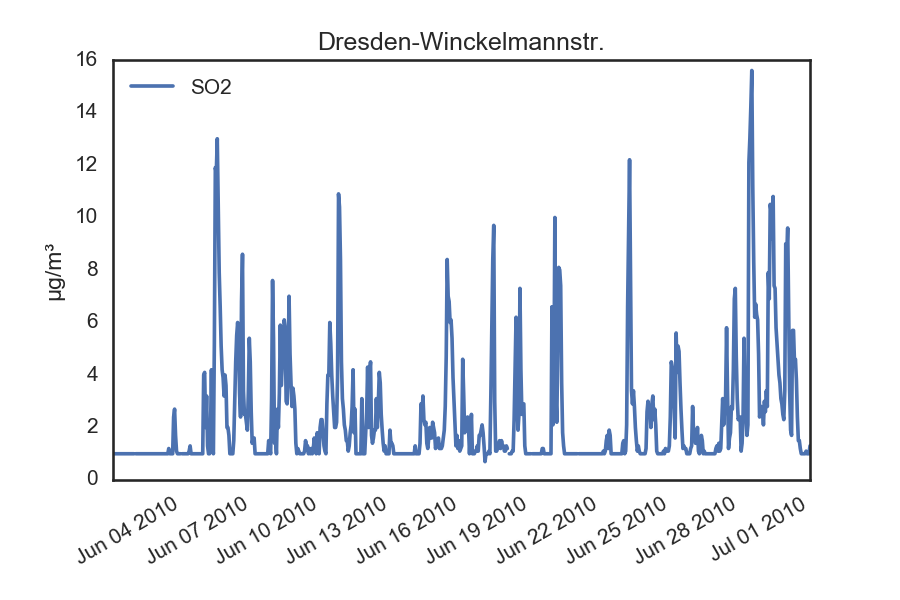 Dresden-Winckelmannstr.
16
SO2
14
12
10
µg/m³
8
6
4
2
0
Jun 04 2010
Jun 07 2010
Jun 10 2010
Jun 13 2010
Jun 16 2010
Jun 19 2010
Jun 22 2010
Jun 25 2010
Jun 28 2010
Jul 01 2010